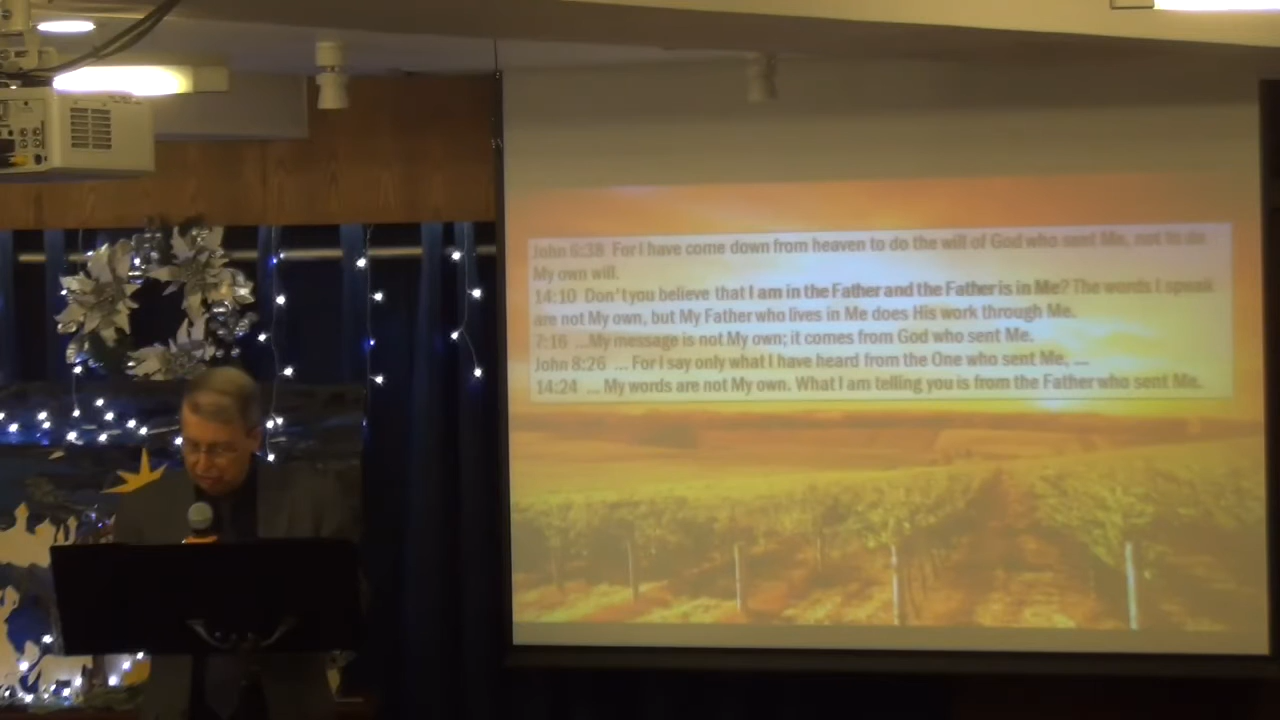 John 6:38 For I have come down from heaven to do the will of God who sent Me, not to do
My own will.
14:10 Don't you believe that I am in the Father and the Father is in Me? The words I speak
are not My own, but My Father who lives in Me does His work through Me.
7:16 ...My message is not My own; it comes from God who sent Me.
John 8:26 ... For I say only what I have heard from the One who sent Me, ...
14:24 ... My words are not My own. What I am telling you is from the Father who sent Me.